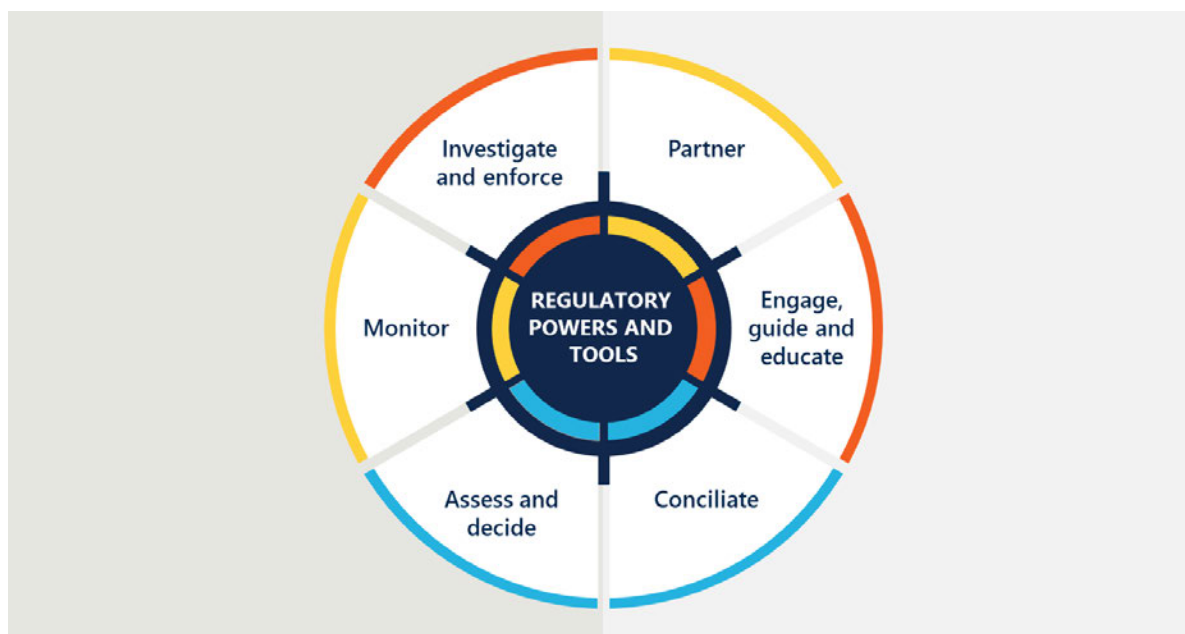 Investigate
and enforce
Partner
Monitor
REGULATORY
POWERS AND
TOOLS
Engage,
guide and
educate
Assess and
decide
Conciliate